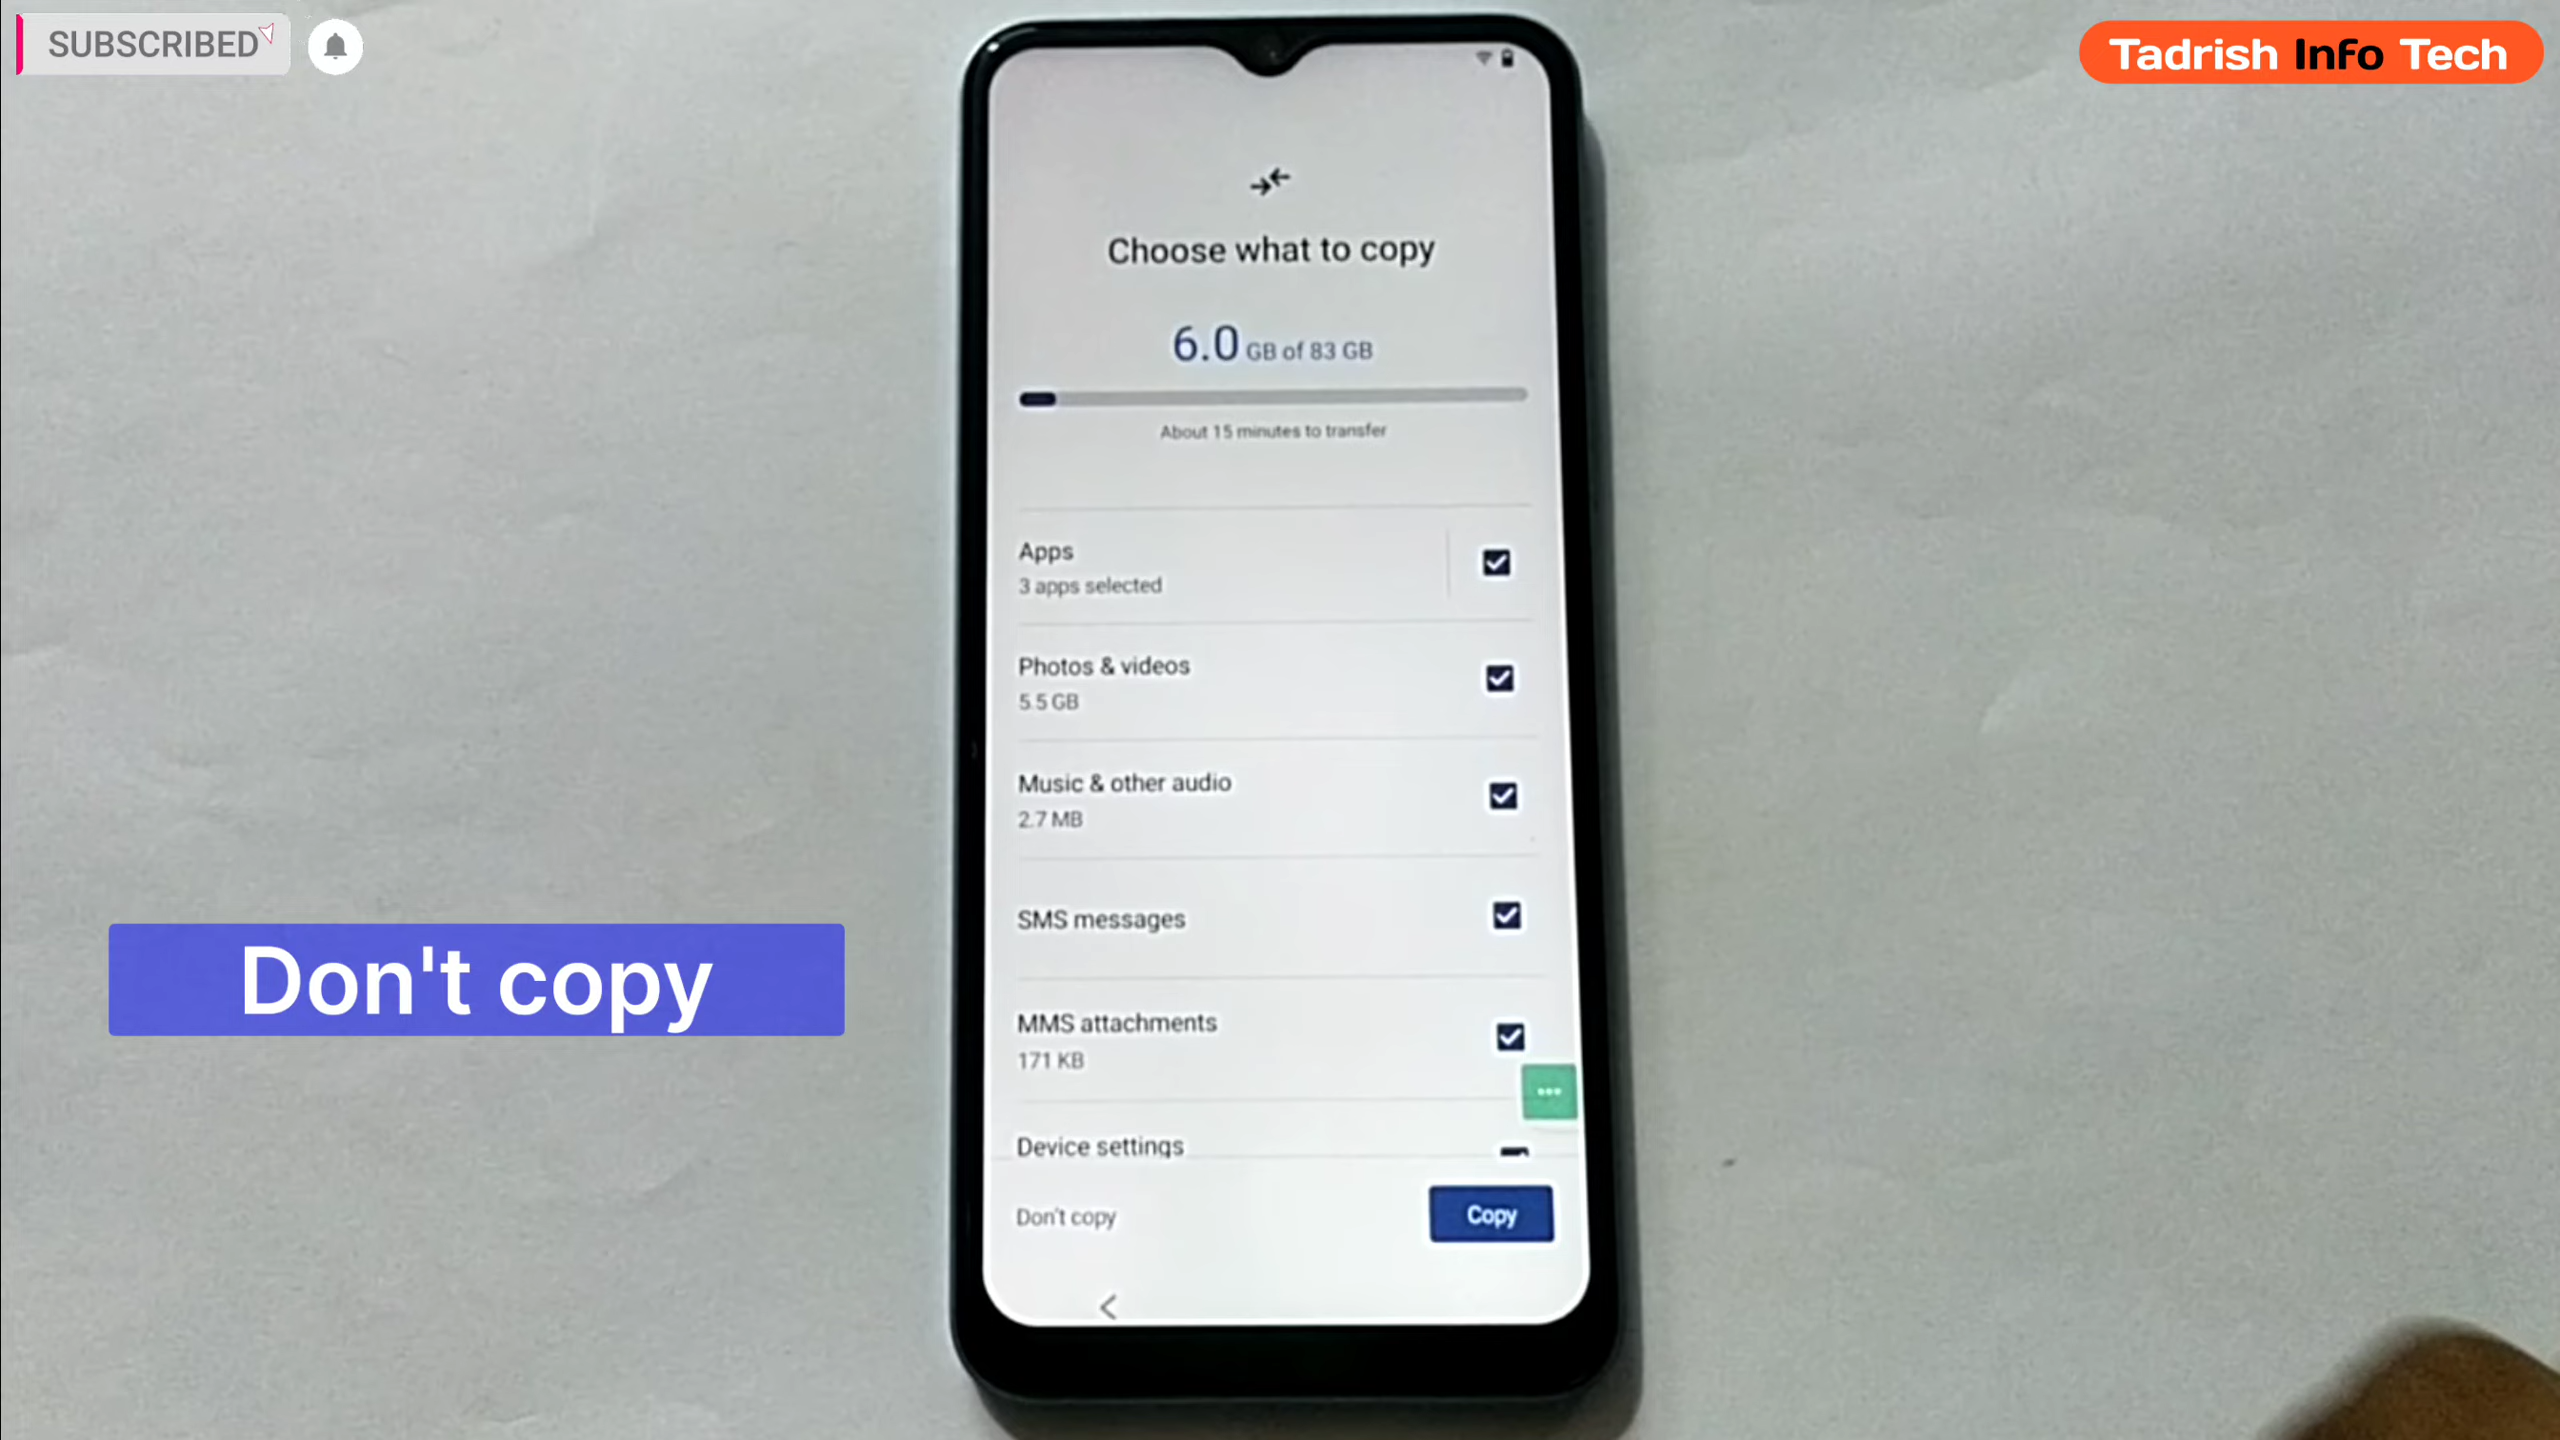 SUBSCRIBED
Tadrish Info Tech
Choose what to copy
6.0 GB of 83 GB
About 15 minutes to transfer
Apps
3 apps selected
Photos & videos
5.5 GB
Music & other audio
2.7 MB
SMS messages
Don't copy
MMS attachments
171 KB
Device settings
Don't copy
Copy